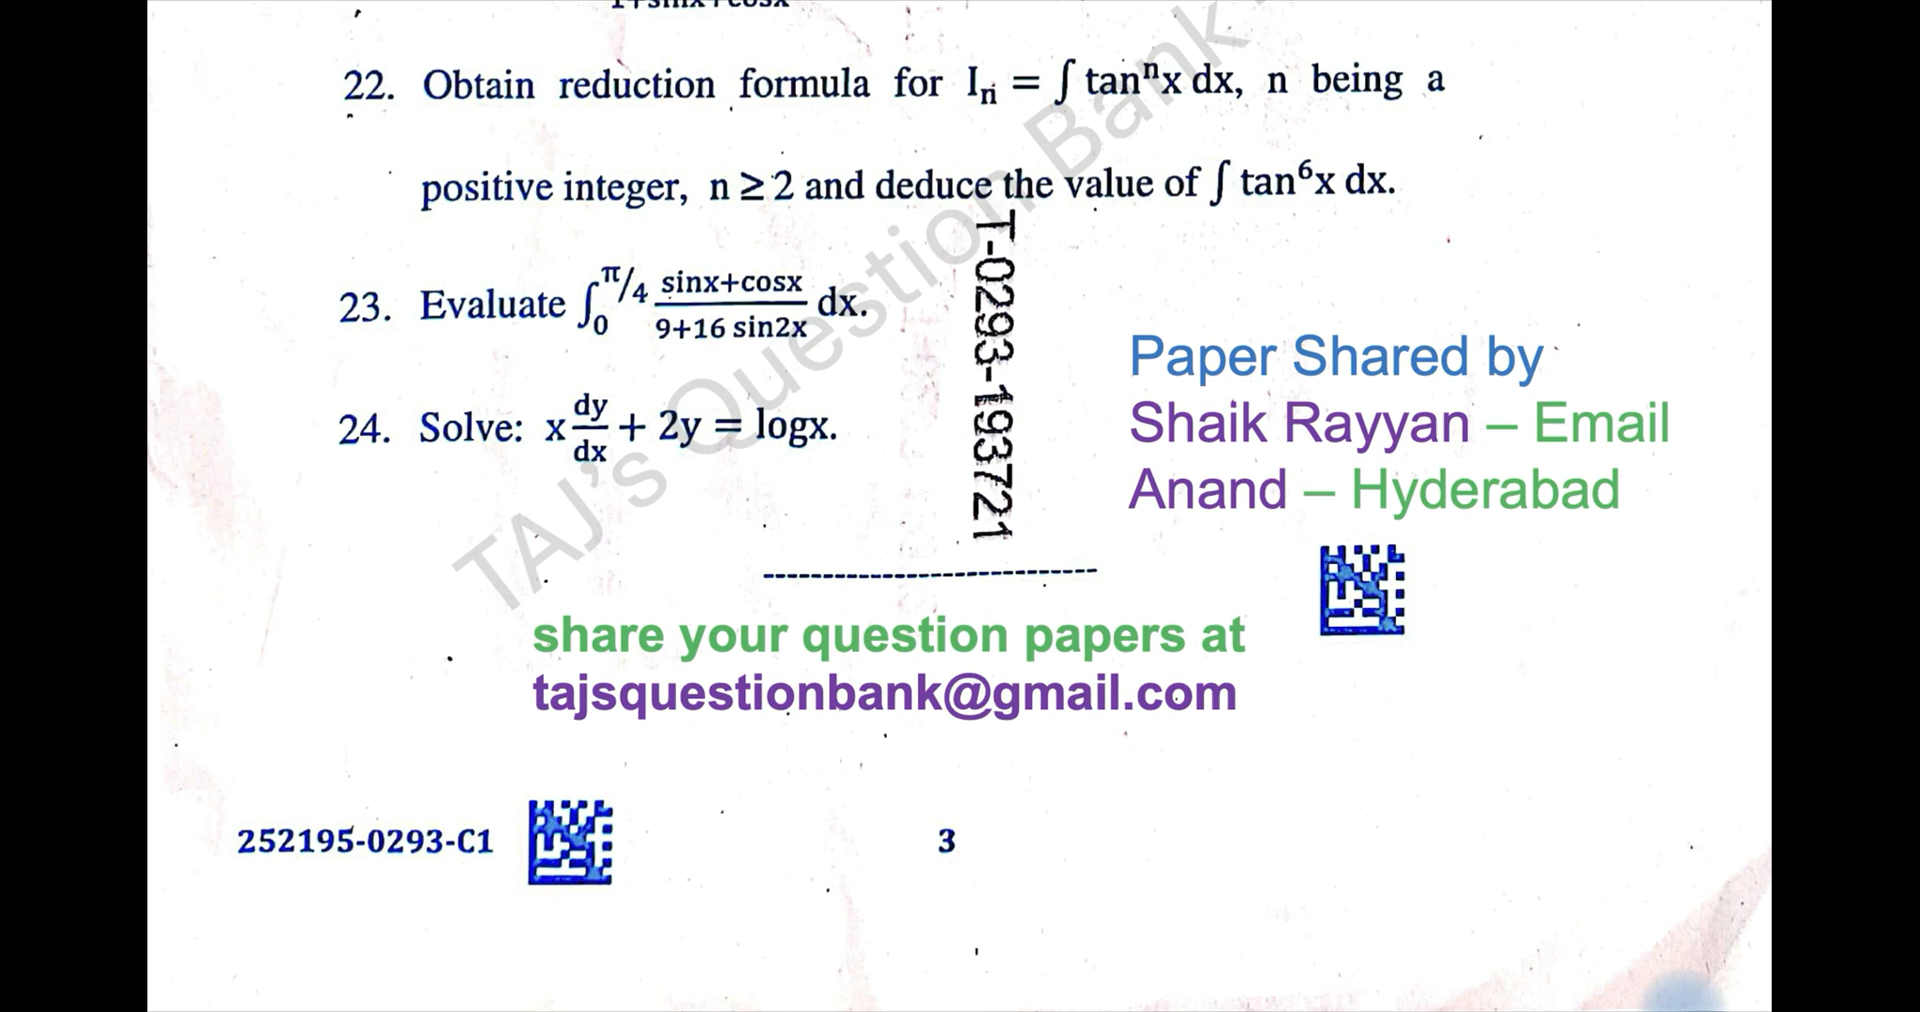 1+sinx+cosx
22. Obtain reduction formula for Iₙ = ∫ tanⁿx dx, n being a
positive integer, n ≥ 2 and deduce the value of ∫ tan⁶x dx.
23. Evaluate ∫₀^π/4 (sinx+cosx)/(9+16 sin2x) dx.
24. Solve: x dy/dx + 2y = logx.
TAJ's Question Bank
T-0293-193721
Paper Shared by
Shaik Rayyan – Email
Anand – Hyderabad
share your question papers at
tajsquestionbank@gmail.com
252195-0293-C1
3